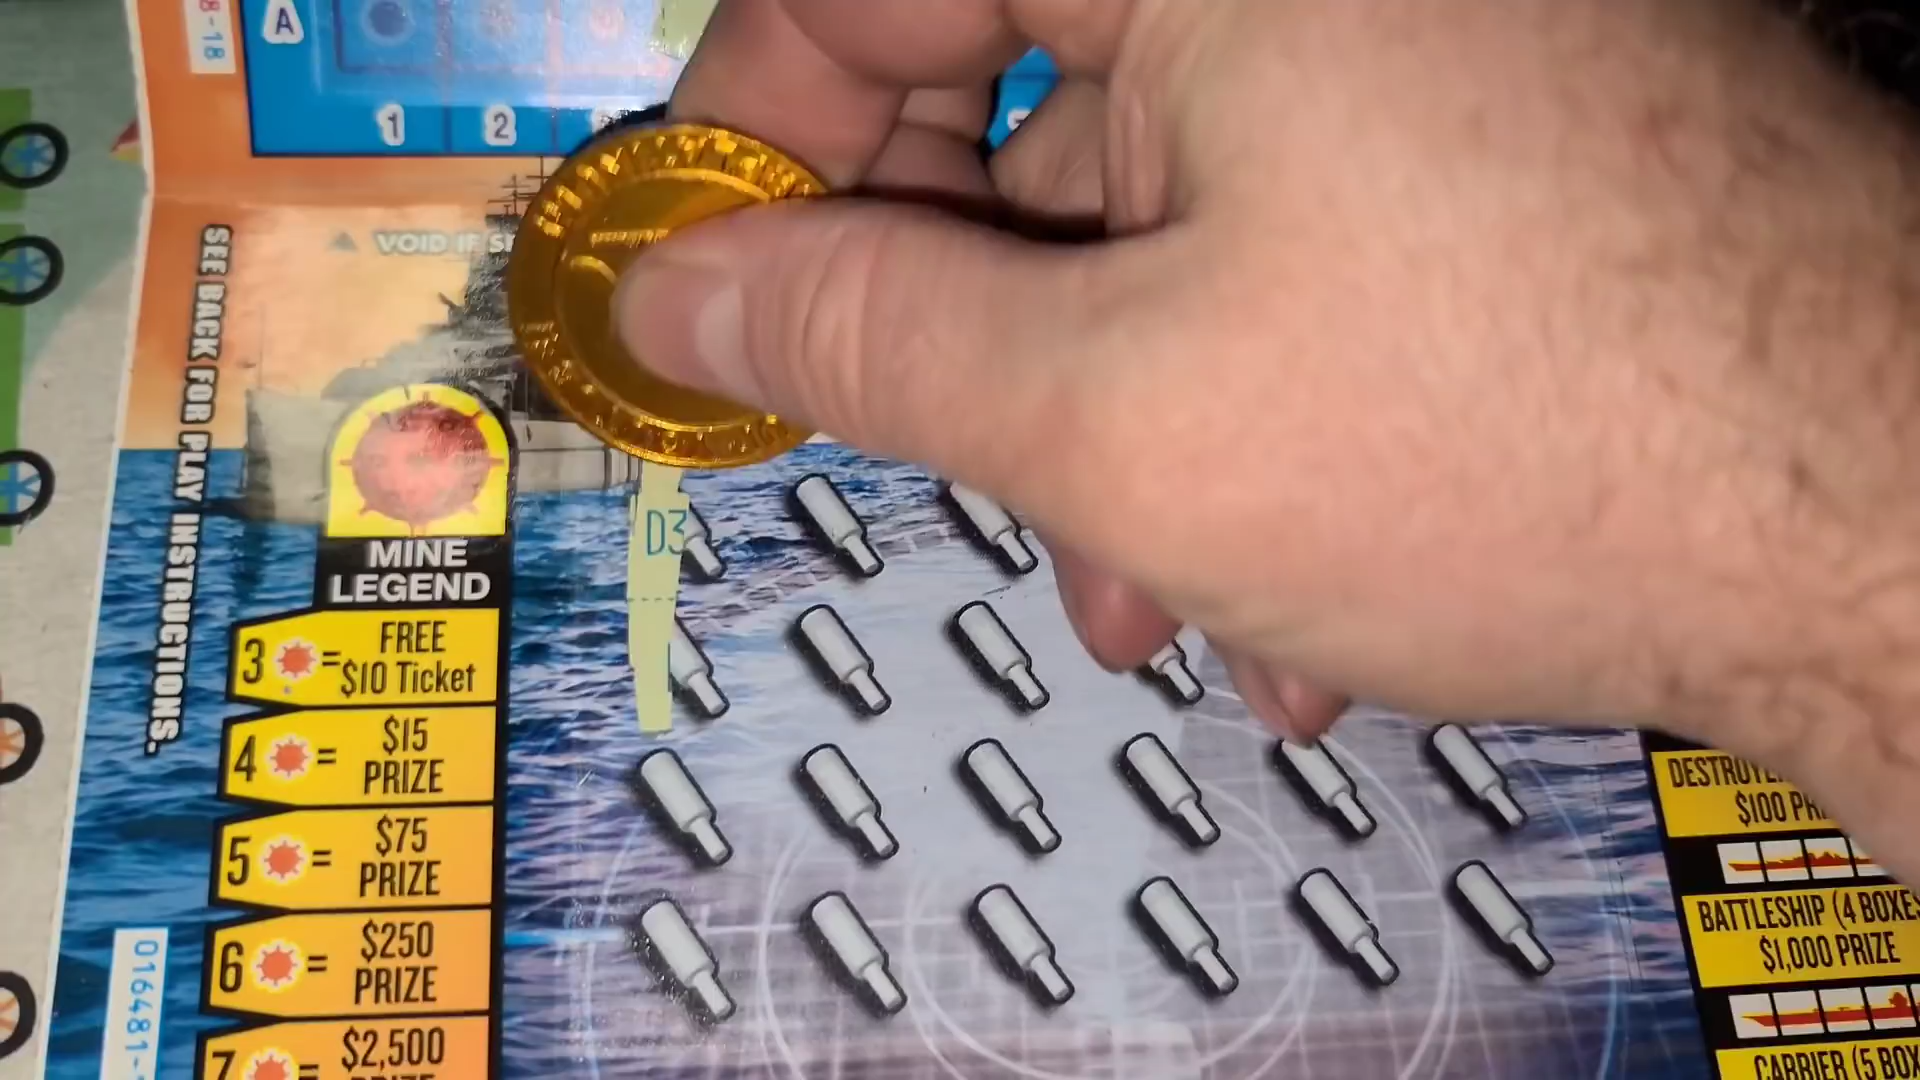 8-18
A
1 2
VOID IF
SEE BACK FOR PLAY INSTRUCTIONS.
D3
MINE
LEGEND
3 = FREE
$10 Ticket
4 = $15
PRIZE
5 = $75
PRIZE
6 = $250
PRIZE
7 = $2,500
PRIZE
016481-
$100
BATTLESHIP (4 BOXES
$1,000 PRIZE
CARRIER (5 BOX